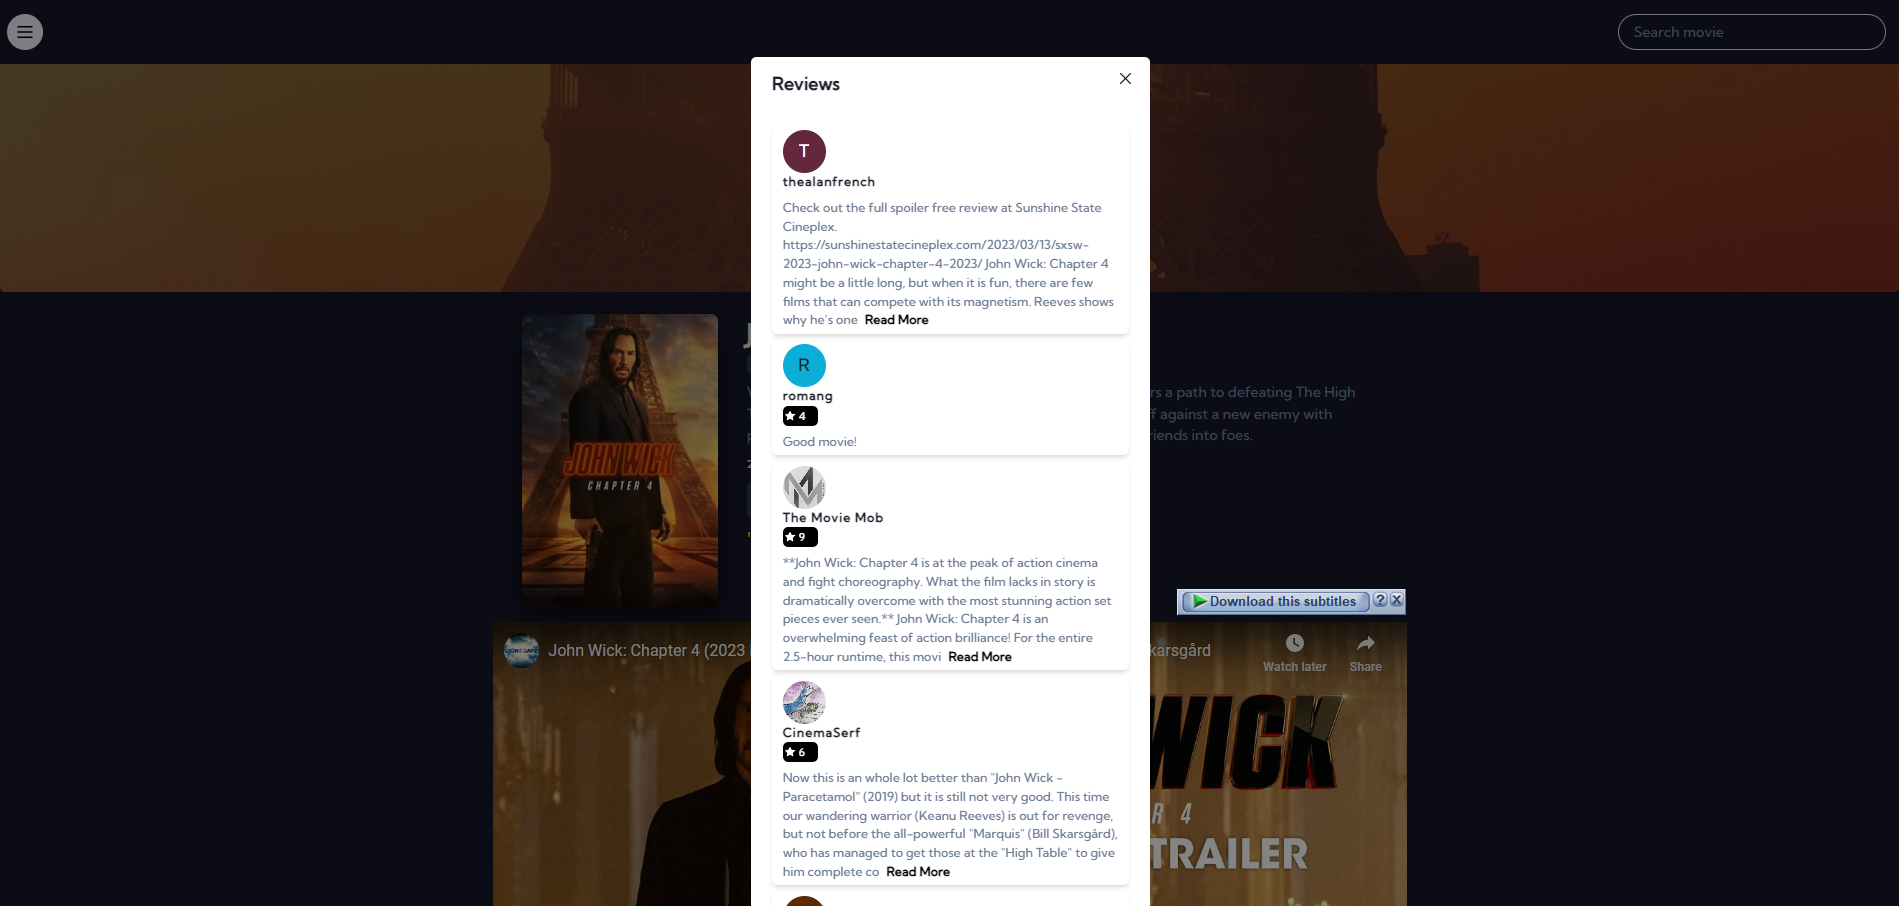 Search movie
Reviews
T
thealanfrench
Check out the full spoiler free review at Sunshine State
Cineplex.
https://sunshinestatecineplex.com/2023/03/13/sxsw-
2023-john-wick-chapter-4-2023/ John Wick: Chapter 4
might be a little long, but when it is fun, there are few
films that can compete with its magnetism. Reeves shows
why he's one Read More
R
romang
4
Good movie!
The Movie Mob
9
**John Wick: Chapter 4 is at the peak of action cinema
and fight choreography. What the film lacks in story is
dramatically overcome with the most stunning action set
pieces ever seen.** John Wick: Chapter 4 is an
overwhelming feast of action brilliance! For the entire
2.5-hour runtime, this movi Read More
CinemaSerf
6
Now this is an whole lot better than "John Wick -
Paracetamol" (2019) but it is still not very good. This time
our wandering warrior (Keanu Reeves) is out for revenge,
but not before the all-powerful "Marquis" (Bill Skarsgård),
who has managed to get those at the "High Table" to give
him complete co Read More
JOHN WICK
CHAPTER 4
rs a path to defeating The High
ff against a new enemy with
riends into foes.
Download this subtitles
?
LIONSGATE
John Wick: Chapter 4 (2023
kårsgård
Watch later
Share
WICK
R 4
TRAILER